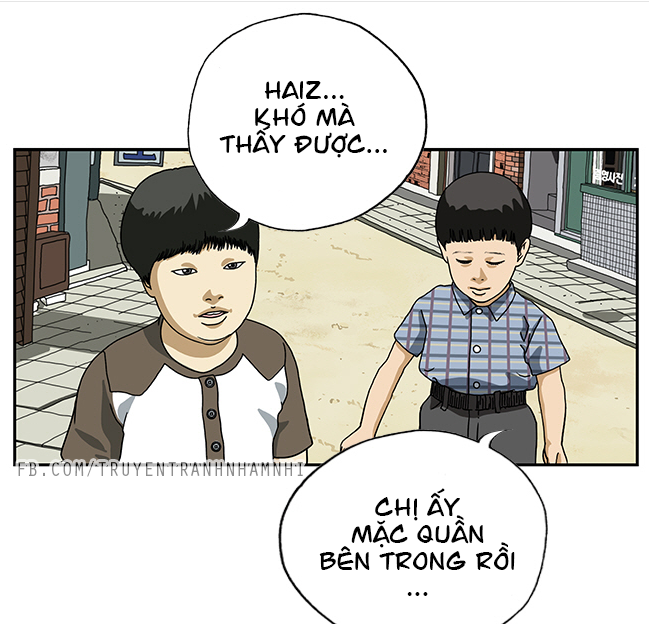 HAIZ...
KHÓ MÀ
THẤY ĐƯỢC...
FB.COM/TRUYENTRANHNHAMNHI
CHỊ ẤY
MẶC QUẦN
BÊN TRONG RỒI
...